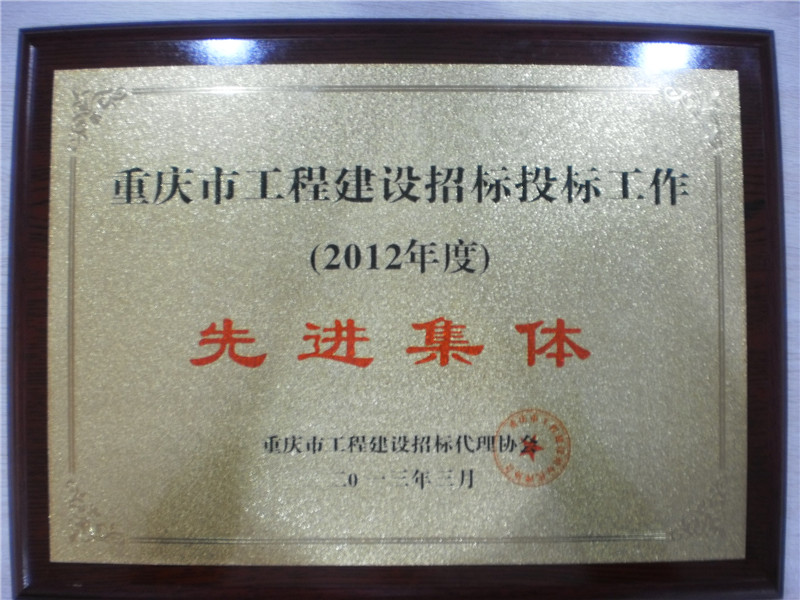 重庆市工程建设招标投标工作
(2012年度)
先进集体
重庆市工程建设招标代理协会
二0一三年三月